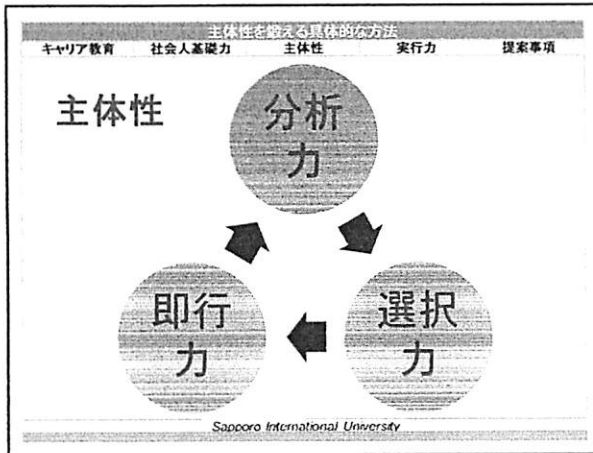 主体性を鍛える具体的な方法
キャリア教育 社会人基礎力 主体性 実行力 提案事項
主体性
分析
力
即行
力
選択
力
Sapporo International University